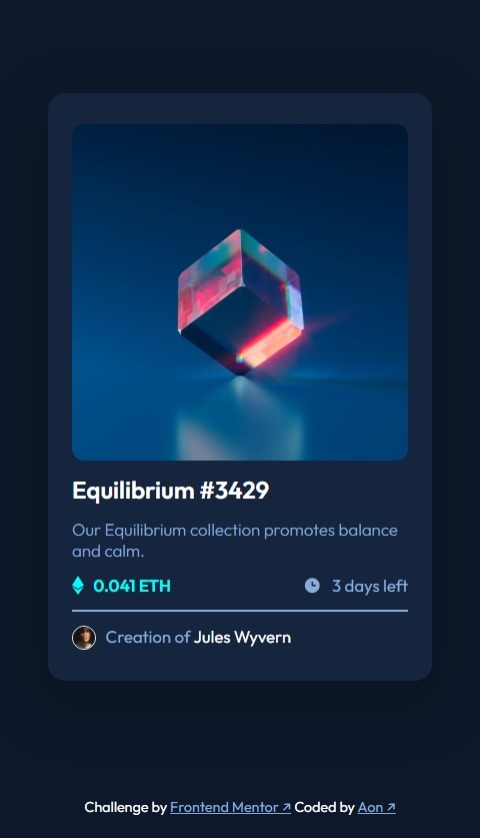 Equilibrium #3429
Our Equilibrium collection promotes balance
and calm.
0.041 ETH 3 days left
Creation of Jules Wyvern
Challenge by Frontend Mentor ↗ Coded by Aon ↗